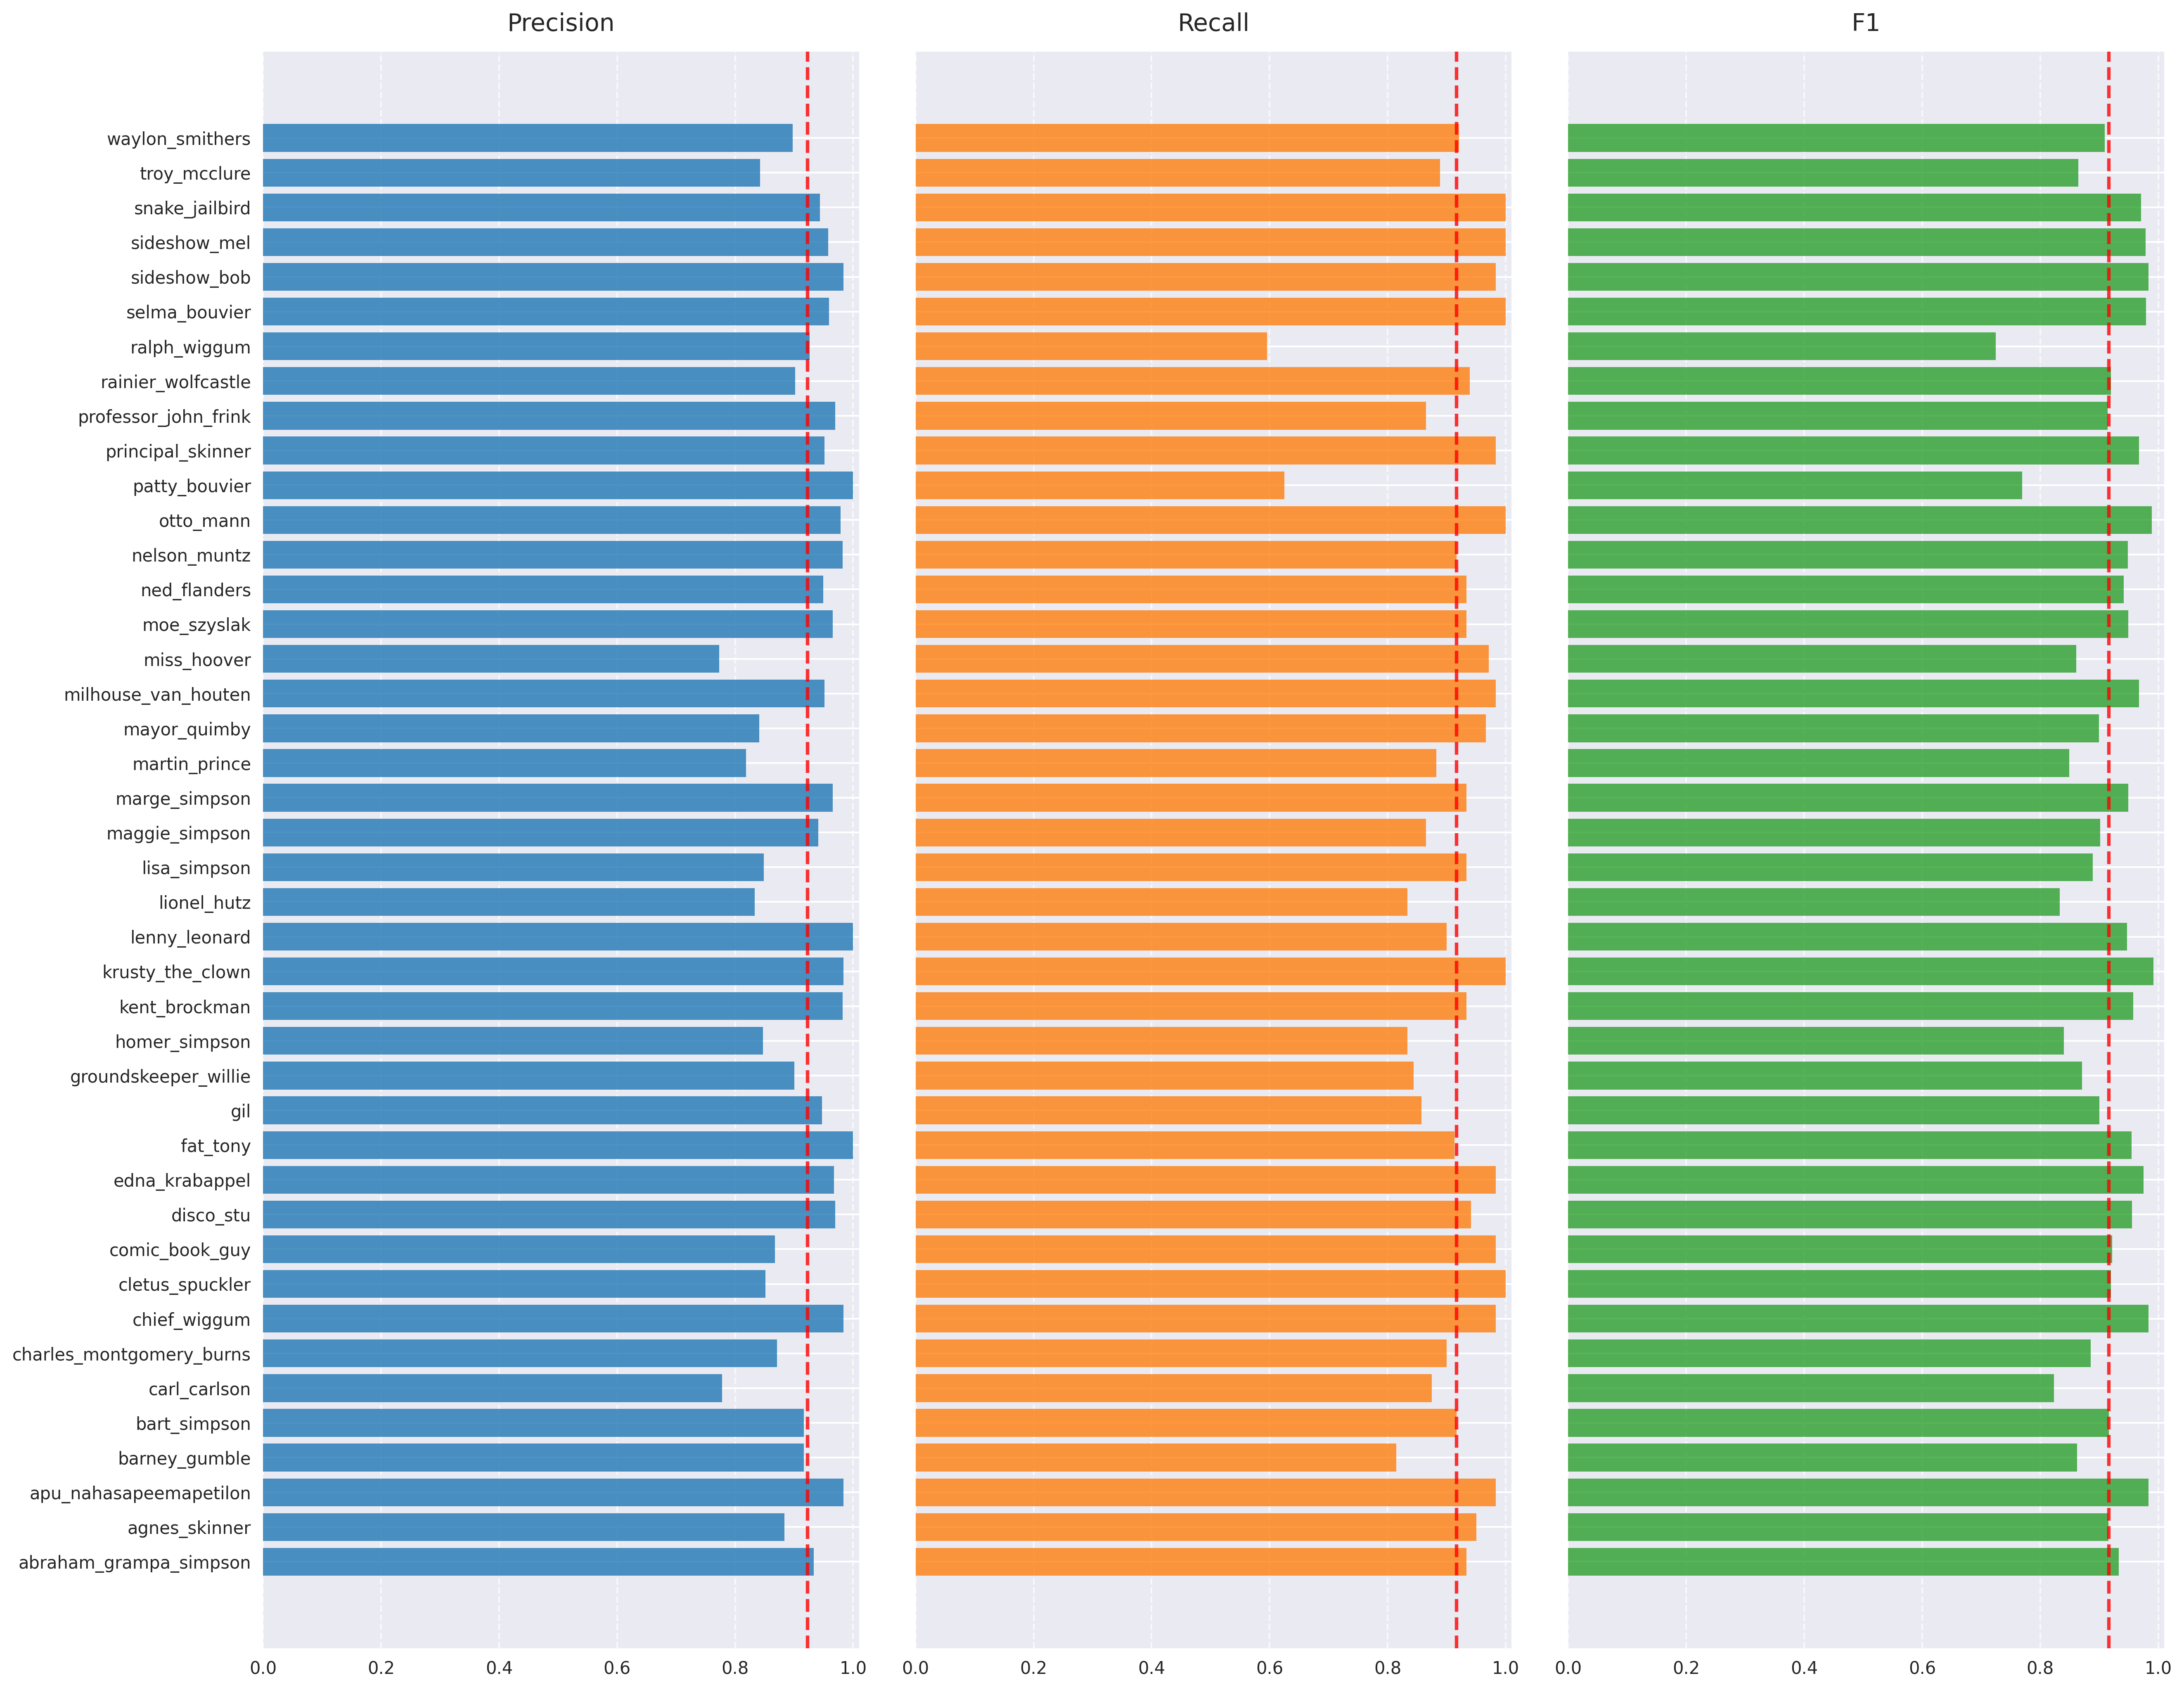 Precision
Recall
F1
waylon_smithers
troy_mcclure
snake_jailbird
sideshow_mel
sideshow_bob
selma_bouvier
ralph_wiggum
rainier_wolfcastle
professor_john_frink
principal_skinner
patty_bouvier
otto_mann
nelson_muntz
ned_flanders
moe_szyslak
miss_hoover
milhouse_van_houten
mayor_quimby
martin_prince
marge_simpson
maggie_simpson
lisa_simpson
lionel_hutz
lenny_leonard
krusty_the_clown
kent_brockman
homer_simpson
groundskeeper_willie
gil
fat_tony
edna_krabappel
disco_stu
comic_book_guy
cletus_spuckler
chief_wiggum
charles_montgomery_burns
carl_carlson
bart_simpson
barney_gumble
apu_nahasapeemapetilon
agnes_skinner
abraham_grampa_simpson
0.0 0.2 0.4 0.6 0.8 1.0
0.0 0.2 0.4 0.6 0.8 1.0
0.0 0.2 0.4 0.6 0.8 1.0